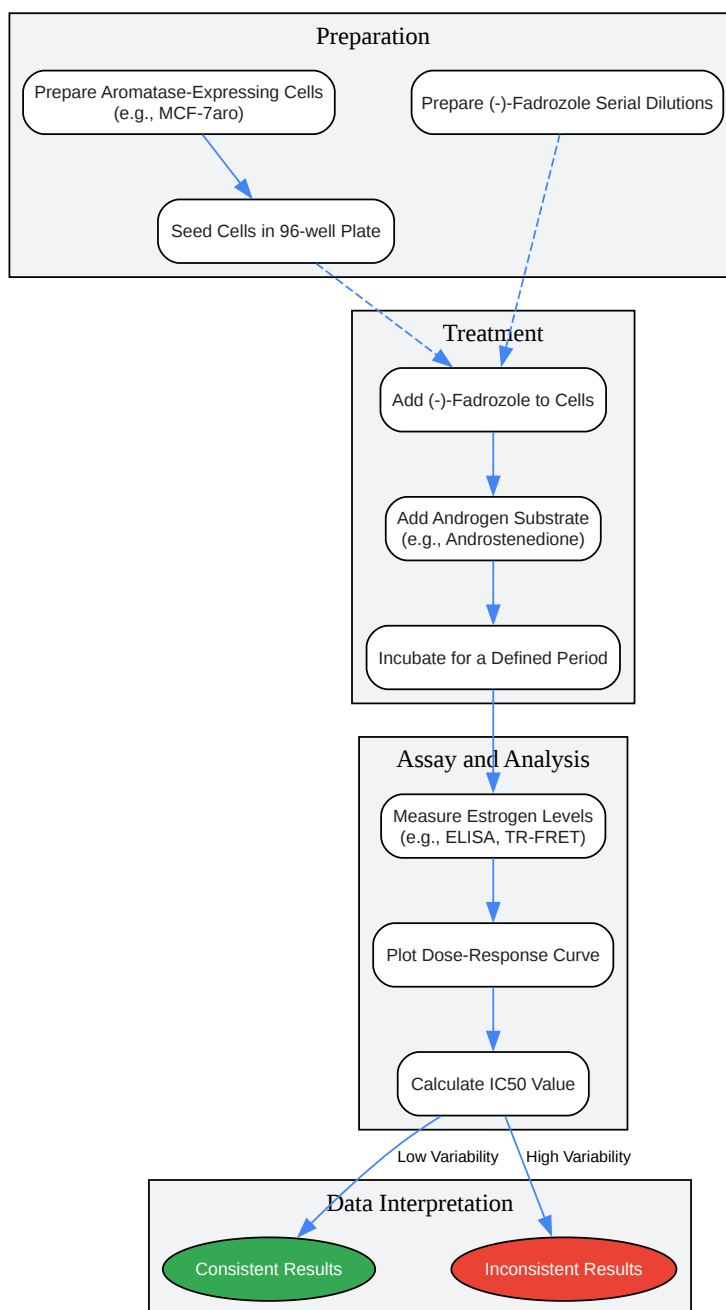 Preparation
Prepare Aromatase-Expressing Cells
(e.g., MCF-7aro)
Prepare (-)-Fadrozole Serial Dilutions
Seed Cells in 96-well Plate
Treatment
Add (-)-Fadrozole to Cells
Add Androgen Substrate
(e.g., Androstenedione)
Incubate for a Defined Period
Assay and Analysis
Measure Estrogen Levels
(e.g., ELISA, TR-FRET)
Plot Dose-Response Curve
Calculate IC50 Value
Low Variability
High Variability
Data Interpretation
Consistent Results
Inconsistent Results